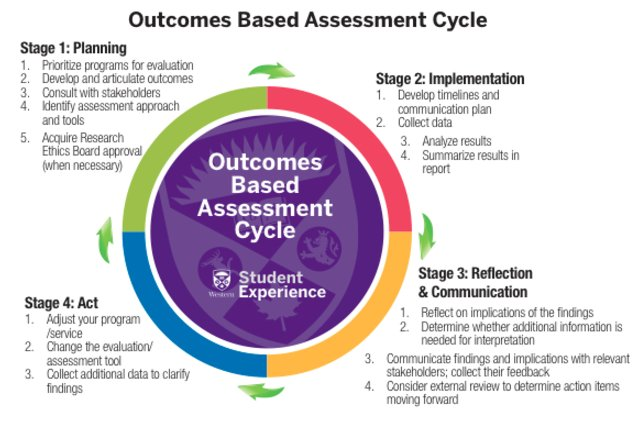 Outcomes Based Assessment Cycle
Stage 1: Planning
1. Prioritize programs for evaluation
2. Develop and articulate outcomes
3. Consult with stakeholders
4. Identify assessment approach
and tools
5. Acquire Research
Ethics Board approval
(when necessary)
Stage 2: Implementation
1. Develop timelines and
communication plan
2. Collect data
3. Analyze results
4. Summarize results in
report
Outcomes
Based
Assessment
Cycle
Western
Student
Experience
Stage 3: Reflection
& Communication
1. Reflect on implications of the findings
2. Determine whether additional information is
needed for interpretation
3. Communicate findings and implications with relevant
stakeholders; collect their feedback
4. Consider external review to determine action items
moving forward
Stage 4: Act
1. Adjust your program
/service
2. Change the evaluation/
assessment tool
3. Collect additional data to clarify
findings